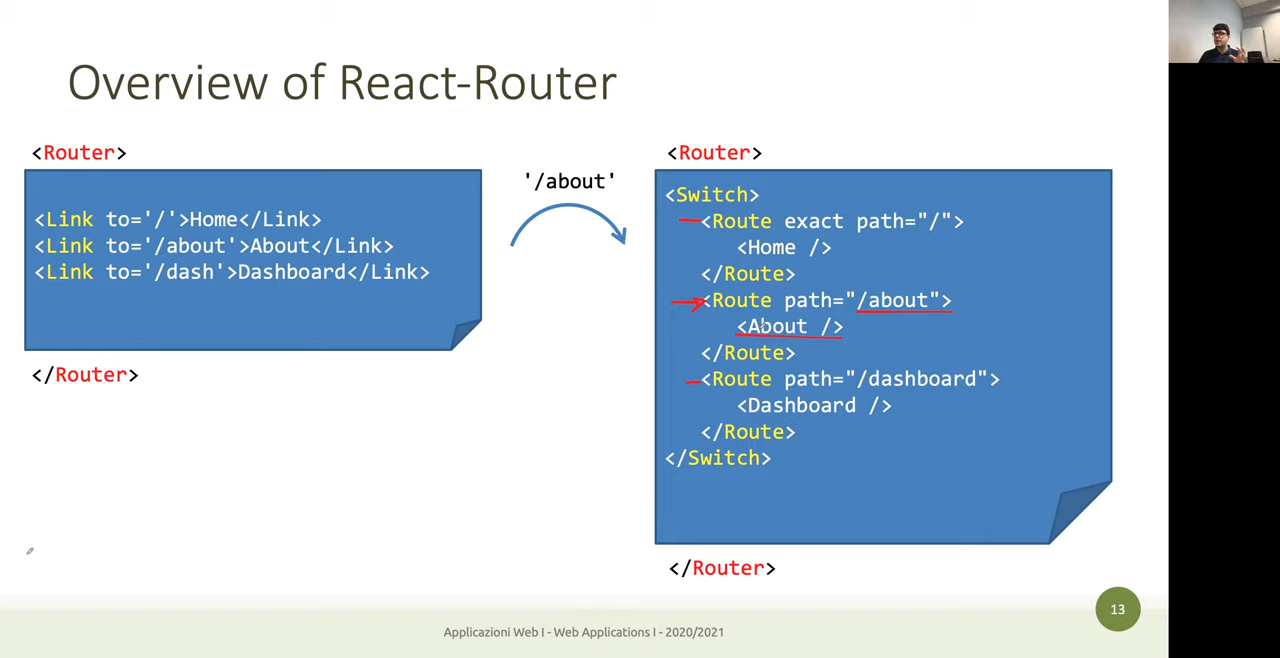 Overview of React-Router
<Router>
<Link to='/'>Home</Link>
<Link to='/about'>About</Link>
<Link to='/dash'>Dashboard</Link>
</Router>
'/about'
<Router>
<Switch>
<Route exact path="/">
<Home />
</Route>
<Route path="/about">
<About />
</Route>
<Route path="/dashboard">
<Dashboard />
</Route>
</Switch>
</Router>
13
Applicazioni Web I - Web Applications I - 2020/2021